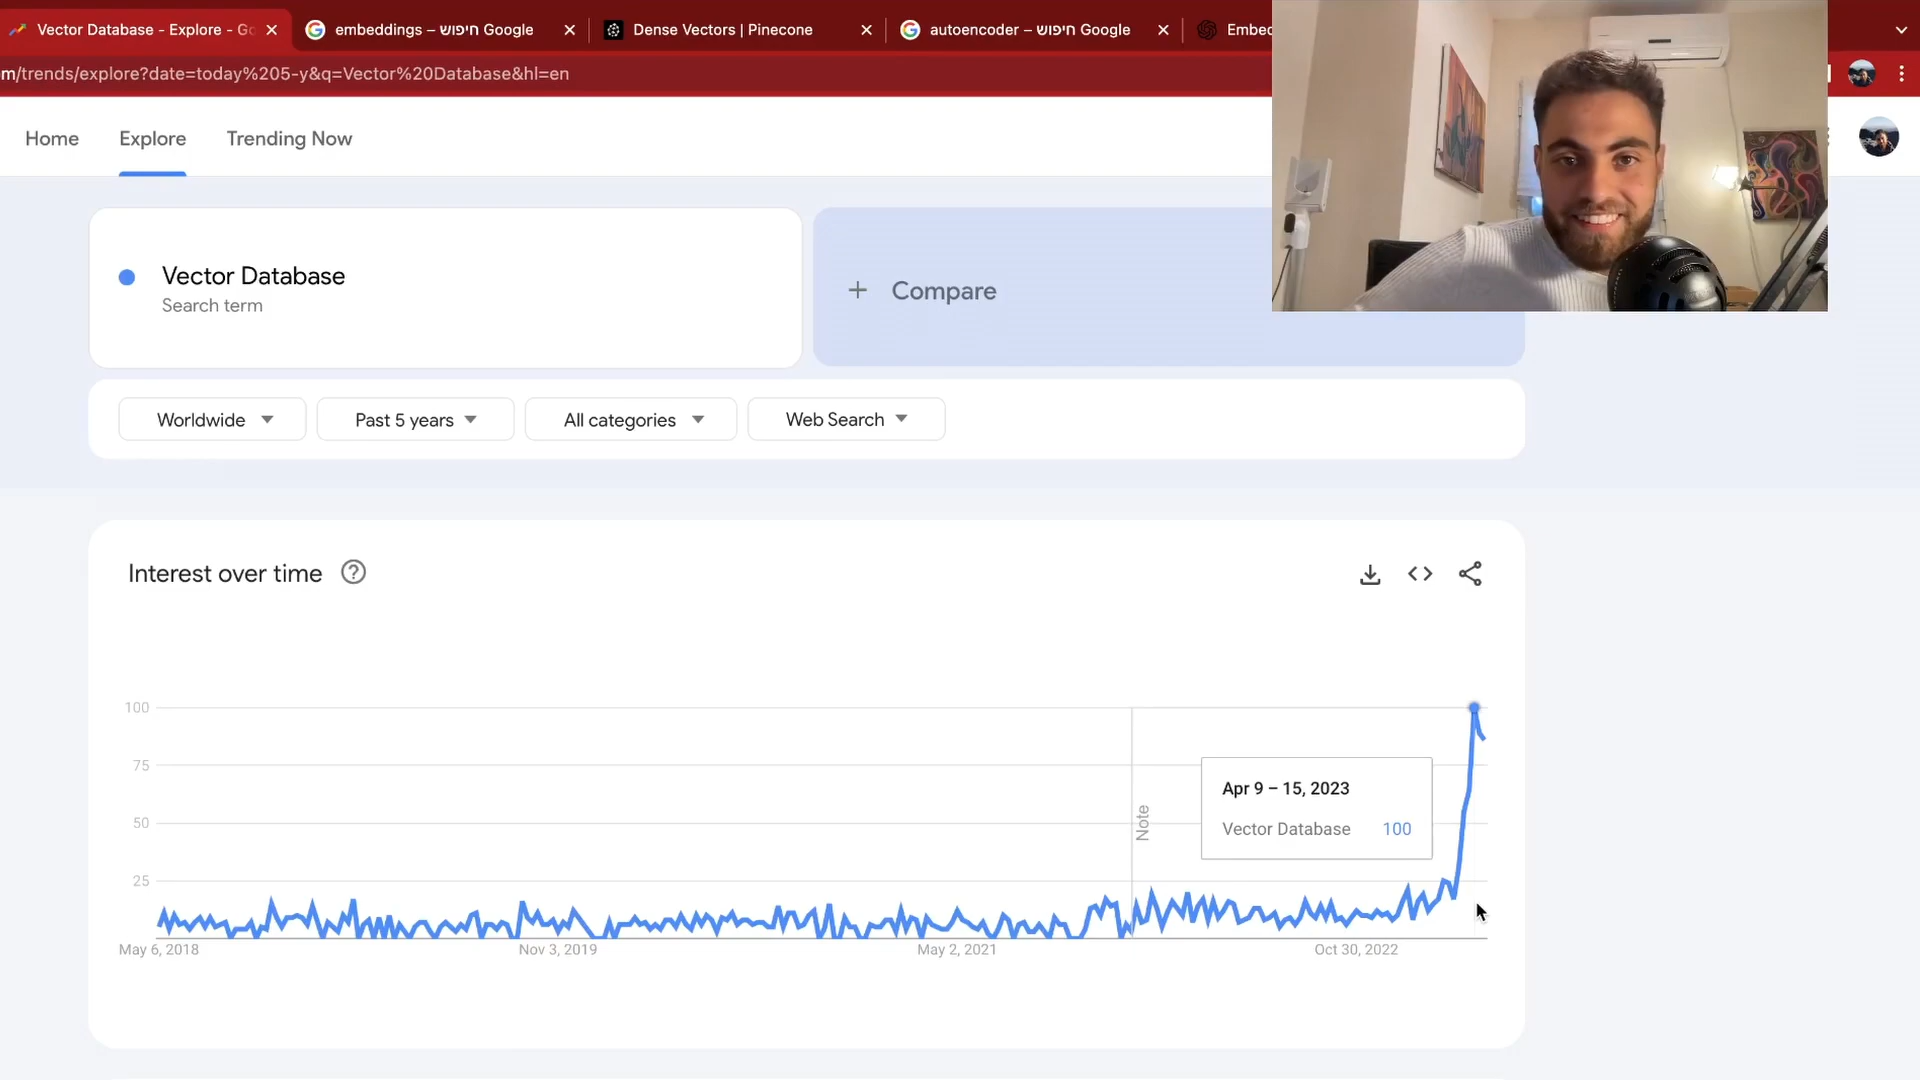 Vector Database - Explore - Go
embeddings – חיפוש Google
Dense Vectors | Pinecone
autoencoder – חיפוש Google
Embec
m/trends/explore?date=today%205-y&q=Vector%20Database&hl=en
Home
Explore
Trending Now
Vector Database
Search term
+ Compare
Worldwide
Past 5 years
All categories
Web Search
Interest over time
100
75
50
25
Note
Apr 9 – 15, 2023
Vector Database 100
May 6, 2018
Nov 3, 2019
May 2, 2021
Oct 30, 2022